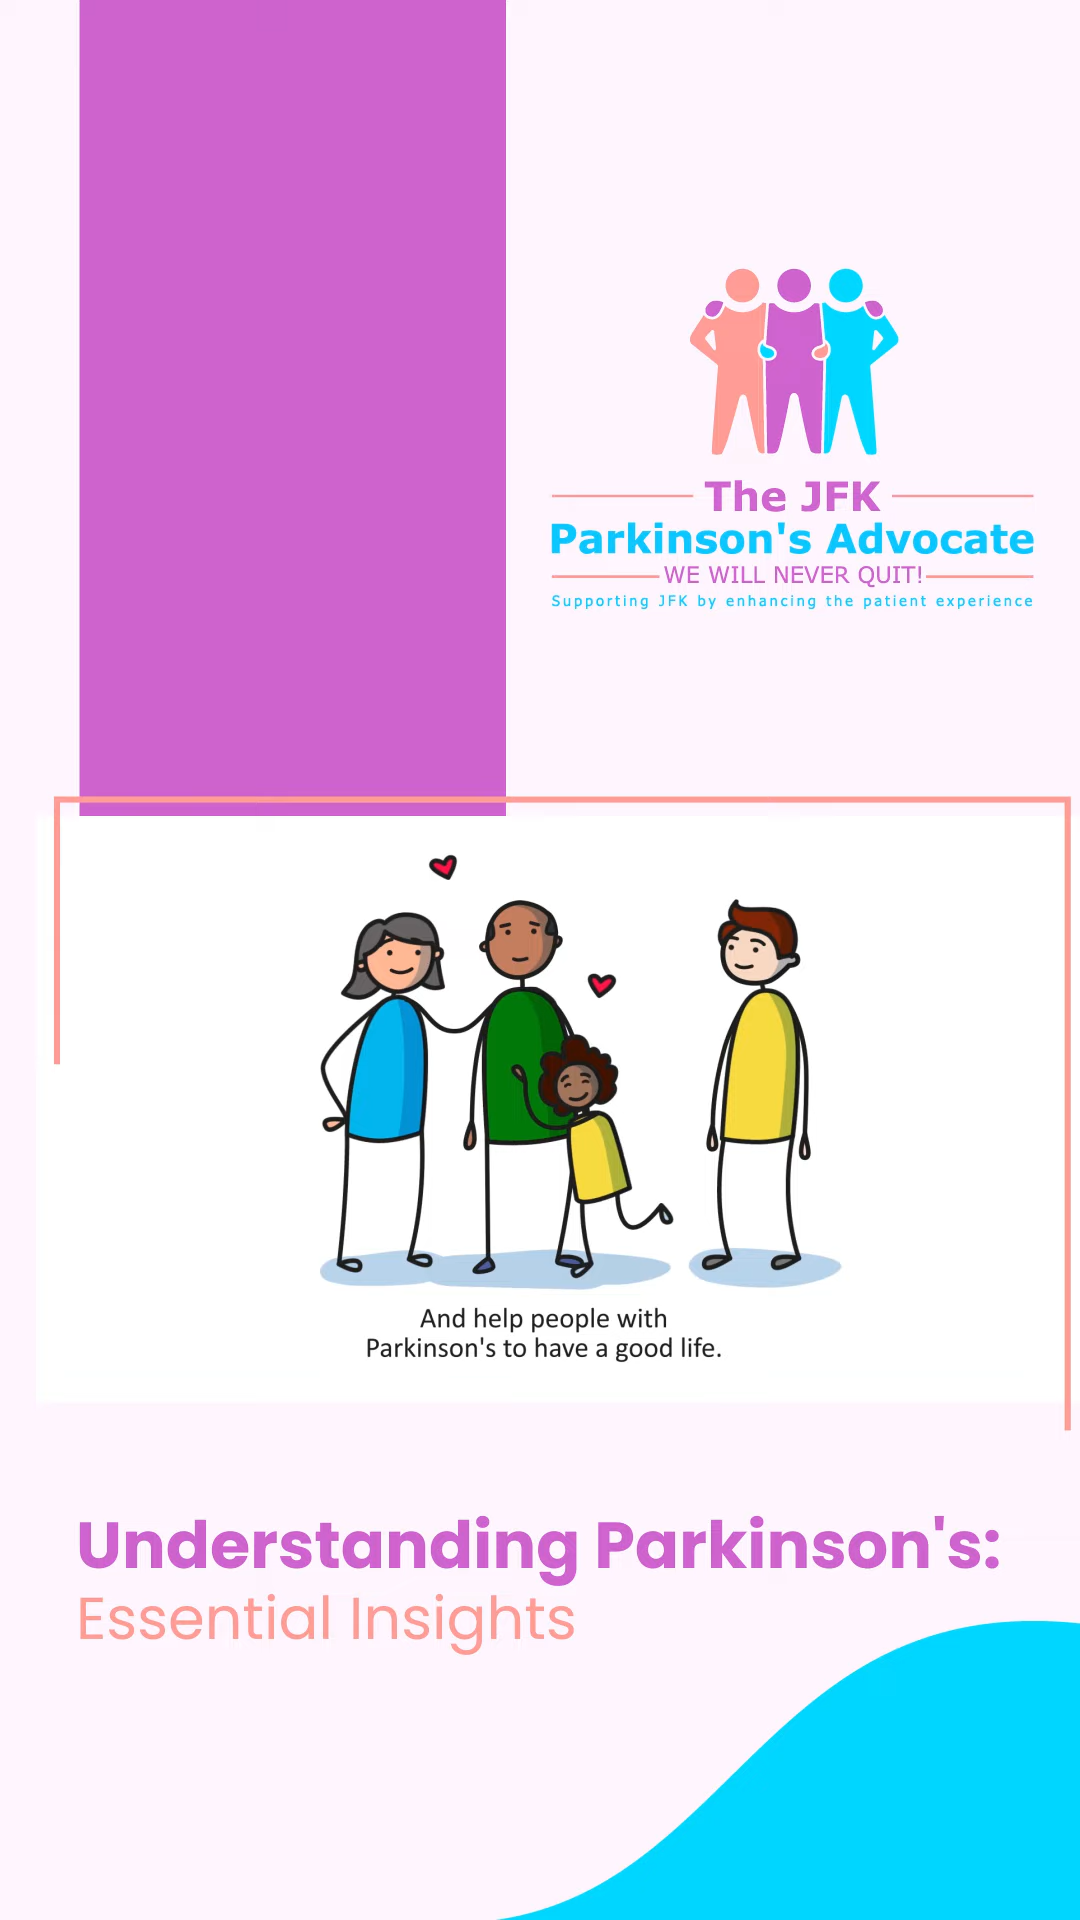 The JFK
Parkinson's Advocate
WE WILL NEVER QUIT!
Supporting JFK by enhancing the patient experience
And help people with
Parkinson's to have a good life.
Understanding Parkinson's:
Essential Insights